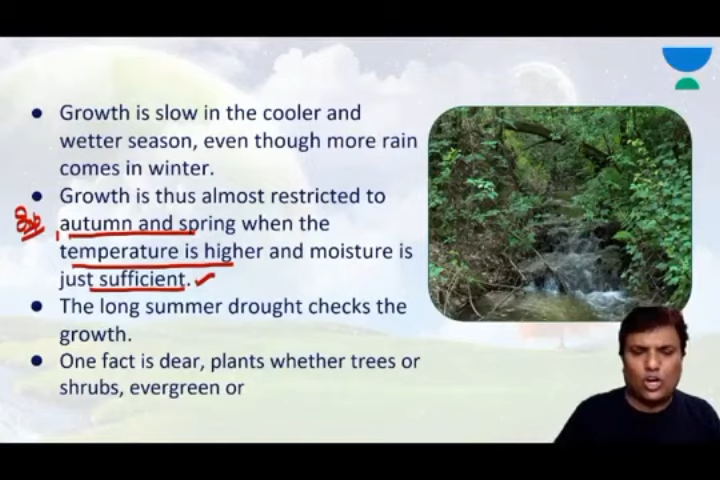 ● Growth is slow in the cooler and
wetter season, even though more rain
comes in winter.
● Growth is thus almost restricted to
autumn and spring when the
temperature is higher and moisture is
just sufficient.
● The long summer drought checks the
growth.
● One fact is dear, plants whether trees or
shrubs, evergreen or